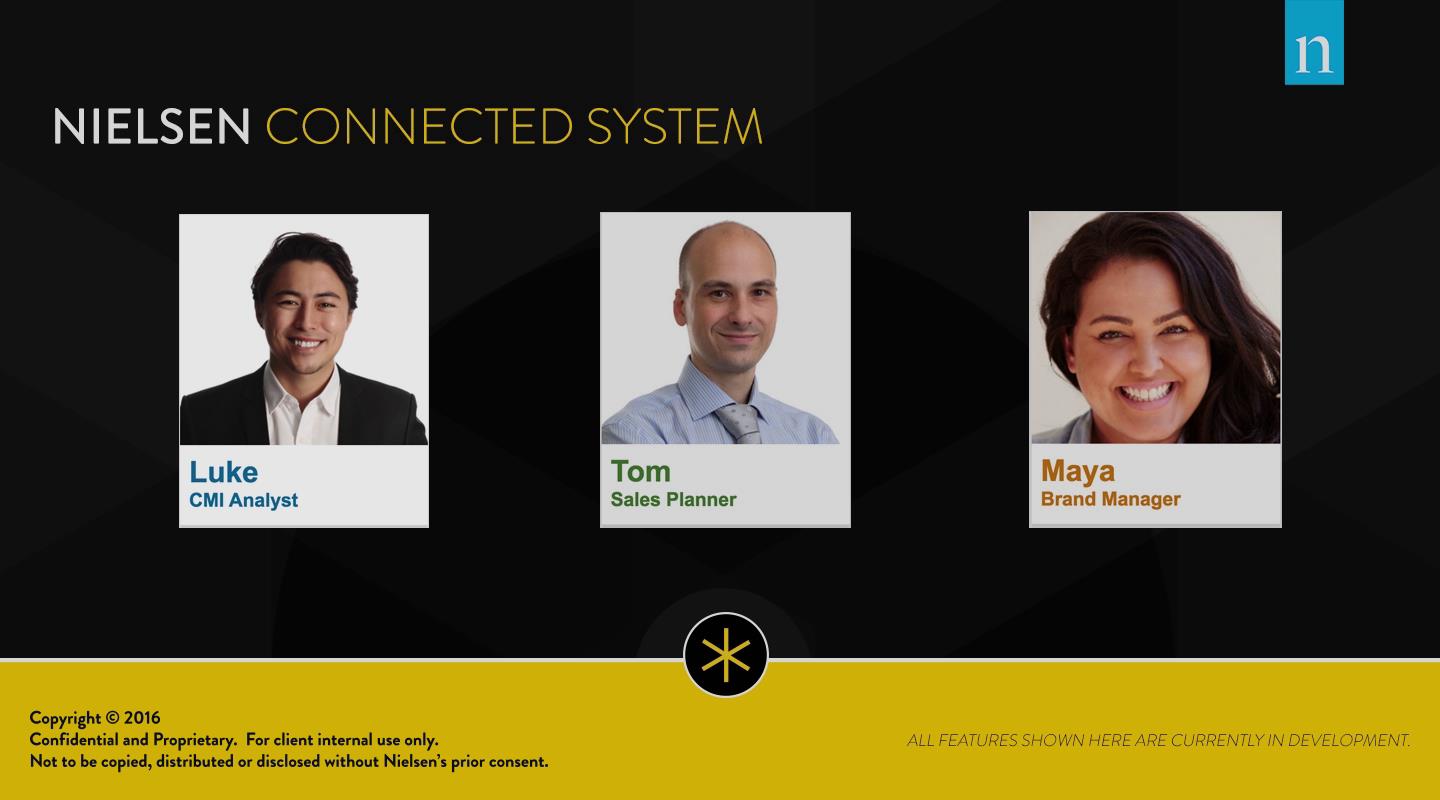 n
NIELSEN CONNECTED SYSTEM
Luke
CMI Analyst
Tom
Sales Planner
Maya
Brand Manager
Copyright © 2016
Confidential and Proprietary.  For client internal use only.
Not to be copied, distributed or disclosed without Nielsen's prior consent.
ALL FEATURES SHOWN HERE ARE CURRENTLY IN DEVELOPMENT.